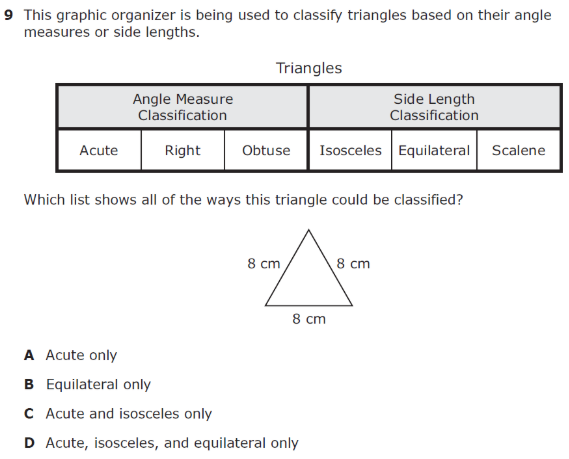 9 This graphic organizer is being used to classify triangles based on their angle
measures or side lengths.
Triangles
Angle Measure
Classification
Side Length
Classification
Acute Right Obtuse Isosceles Equilateral Scalene
Which list shows all of the ways this triangle could be classified?
8 cm 8 cm
8 cm
A Acute only
B Equilateral only
C Acute and isosceles only
D Acute, isosceles, and equilateral only